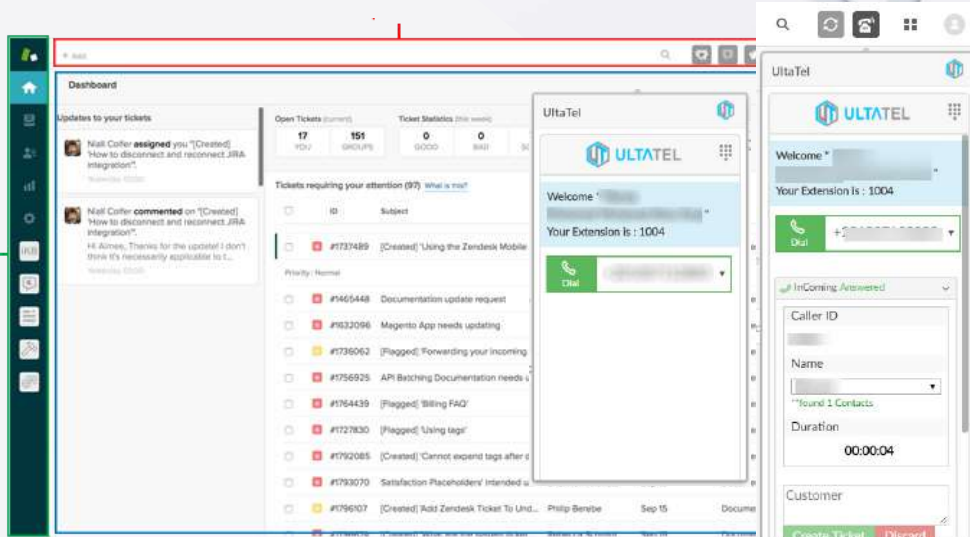 + Add
Dashboard
Updates to your tickets
Niall Colfer assigned you "[Created]
'How to disconnect and reconnect JIRA
integration'".
Yesterday
Niall Colfer commented on "[Created]
'How to disconnect and reconnect JIRA
integration'".
Hi Aimee, Thanks for the update! I don't
think it's necessarily applicable to t...
Yesterday
Open Tickets (current)
17
YOU
151
GROUPS
Ticket Statistics (this week)
0
GOOD
0
BAD
Tickets requiring your attention (97) What is this?
ID Subject
#1737489 [Created] 'Using the Zendesk Mobile
Priority: Normal
#1465448 Documentation update request
#1632096 Magento App needs updating
#1736062 [Flagged] 'Forwarding your incoming
#1756925 API Batching Documentation needs
#1764439 [Flagged] 'Billing FAQ'
#1727830 [Flagged] 'Using tags'
#1792085 [Created] 'Cannot expend tags after
#1793070 Satisfaction Placeholders' intended
#1796107 [Created] 'Add Zendesk Ticket To Und... Philip Berebe Sep 15 Docume
UltaTel
ULTATEL
Welcome "
"
Your Extension is : 1004
Dial
UltaTel
ULTATEL
Welcome "
"
Your Extension is : 1004
Dial
InComing Answered
Caller ID
Name
**found 1 Contacts
Duration
00:00:04
Customer
Create Ticket Discard